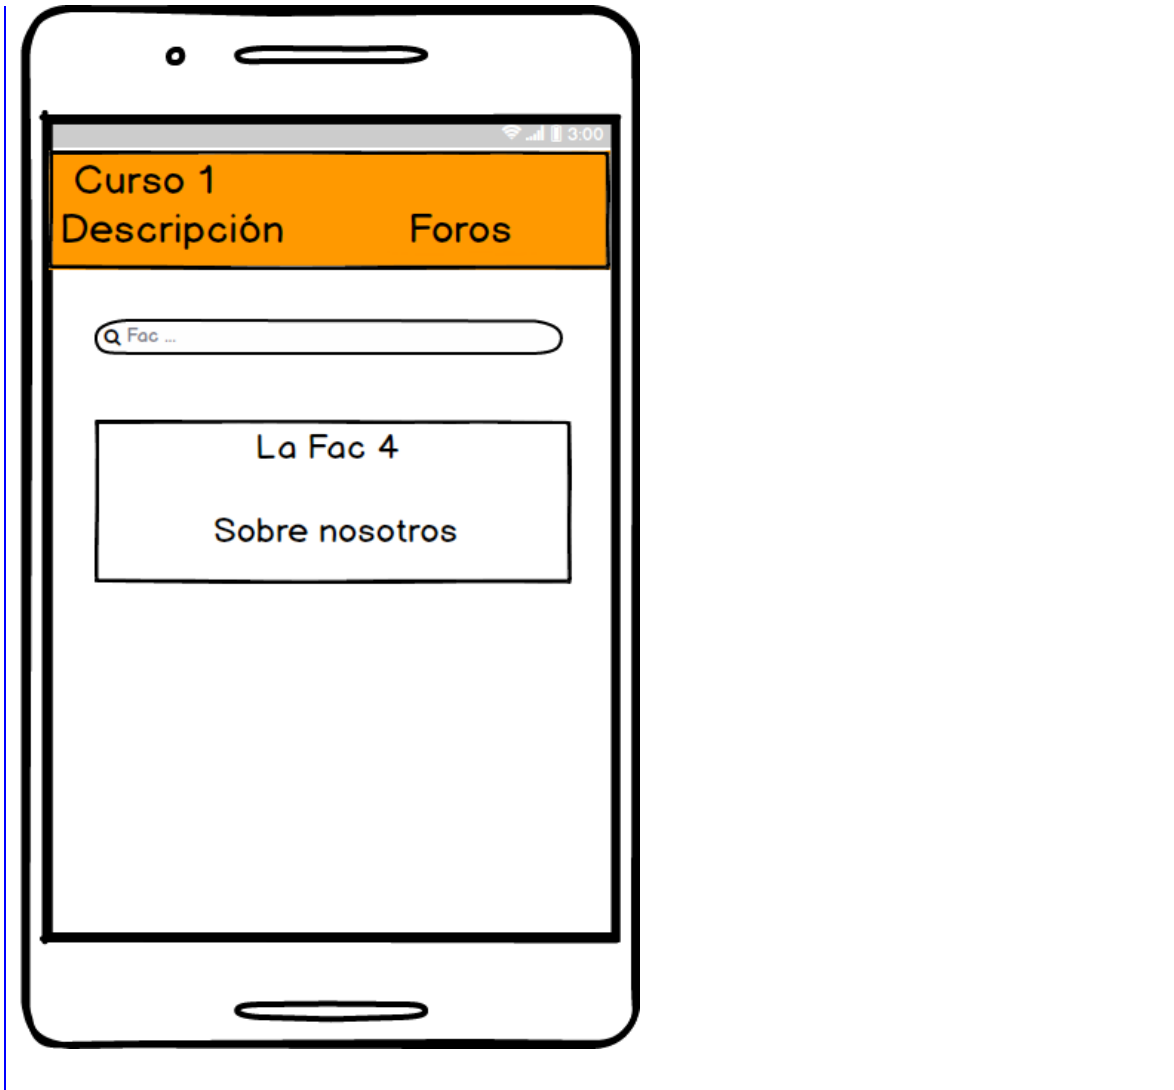 3:00
Curso 1
Descripción Foros
Fac ...
La Fac 4
Sobre nosotros